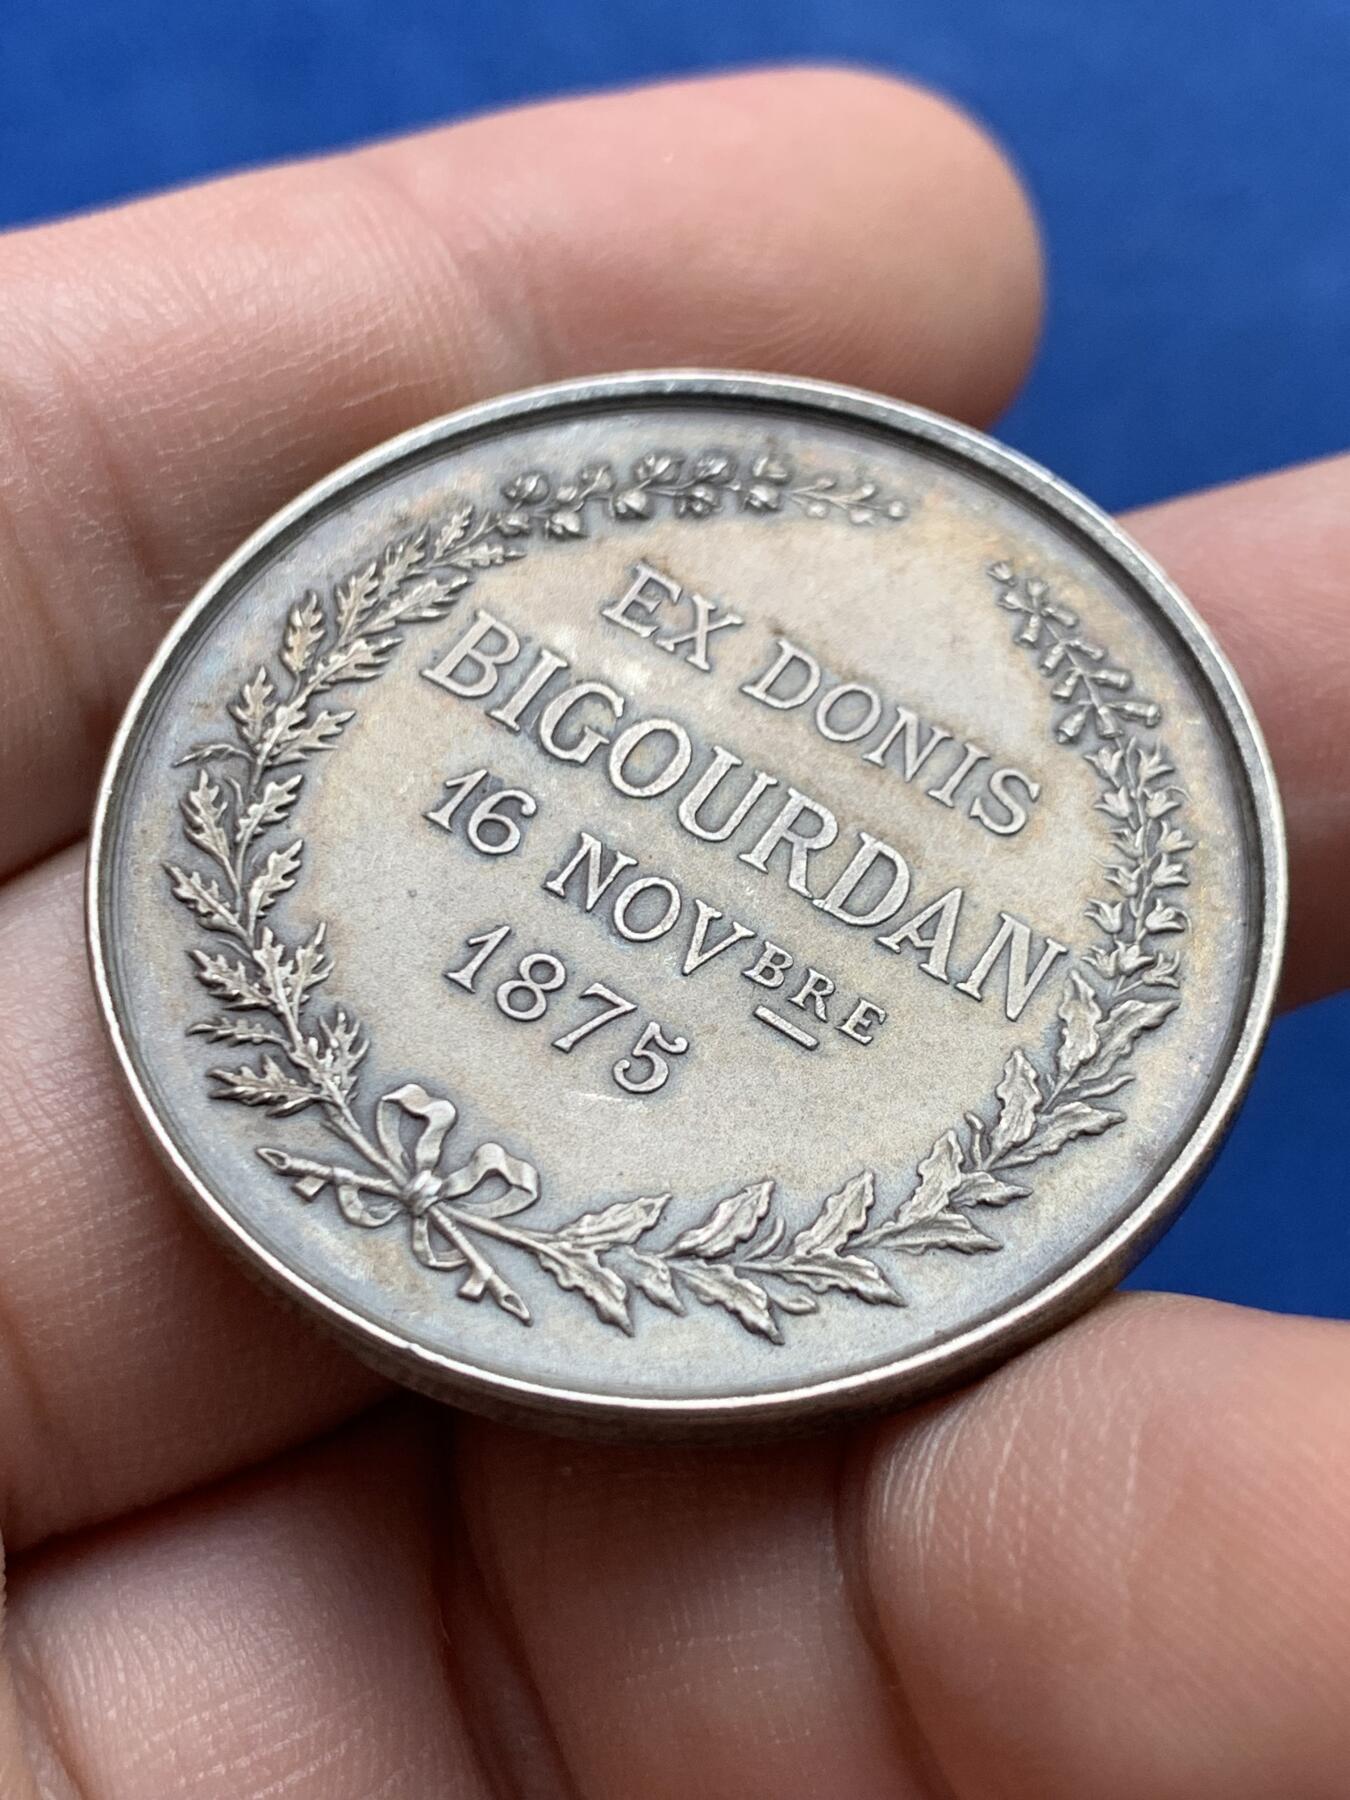 EX DONIS
BIGOURDAN
16 NOVBRE
1875